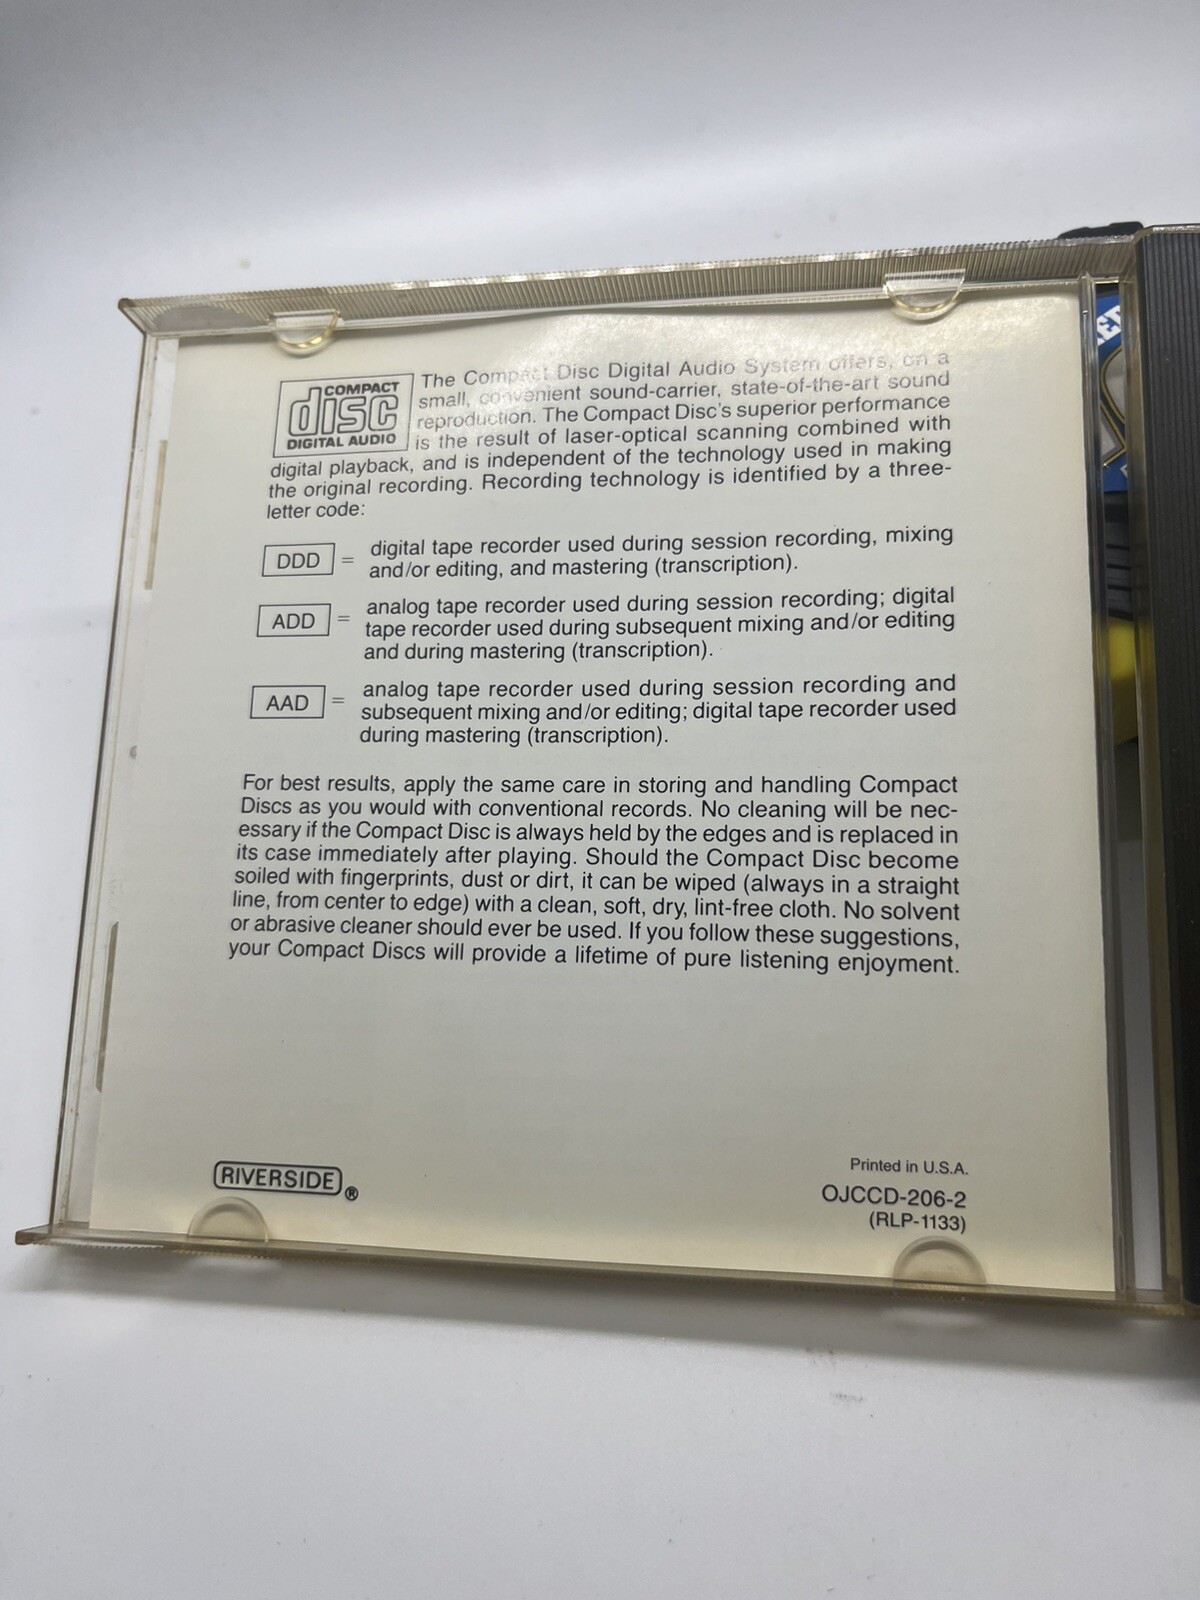 COMPACT
disc
DIGITAL AUDIO
The Compact Disc Digital Audio System offers, on a
small, convenient sound-carrier, state-of-the-art sound
reproduction. The Compact Disc's superior performance
is the result of laser-optical scanning combined with
digital playback, and is independent of the technology used in making
the original recording. Recording technology is identified by a three-
letter code:
DDD = digital tape recorder used during session recording, mixing
and/or editing, and mastering (transcription).
ADD = analog tape recorder used during session recording; digital
tape recorder used during subsequent mixing and/or editing
and during mastering (transcription).
AAD = analog tape recorder used during session recording and
subsequent mixing and/or editing; digital tape recorder used
during mastering (transcription).
For best results, apply the same care in storing and handling Compact
Discs as you would with conventional records. No cleaning will be nec-
essary if the Compact Disc is always held by the edges and is replaced in
its case immediately after playing. Should the Compact Disc become
soiled with fingerprints, dust or dirt, it can be wiped (always in a straight
line, from center to edge) with a clean, soft, dry, lint-free cloth. No solvent
or abrasive cleaner should ever be used. If you follow these suggestions,
your Compact Discs will provide a lifetime of pure listening enjoyment.
RIVERSIDE ®
Printed in U.S.A.
OJCCD-206-2
(RLP-1133)